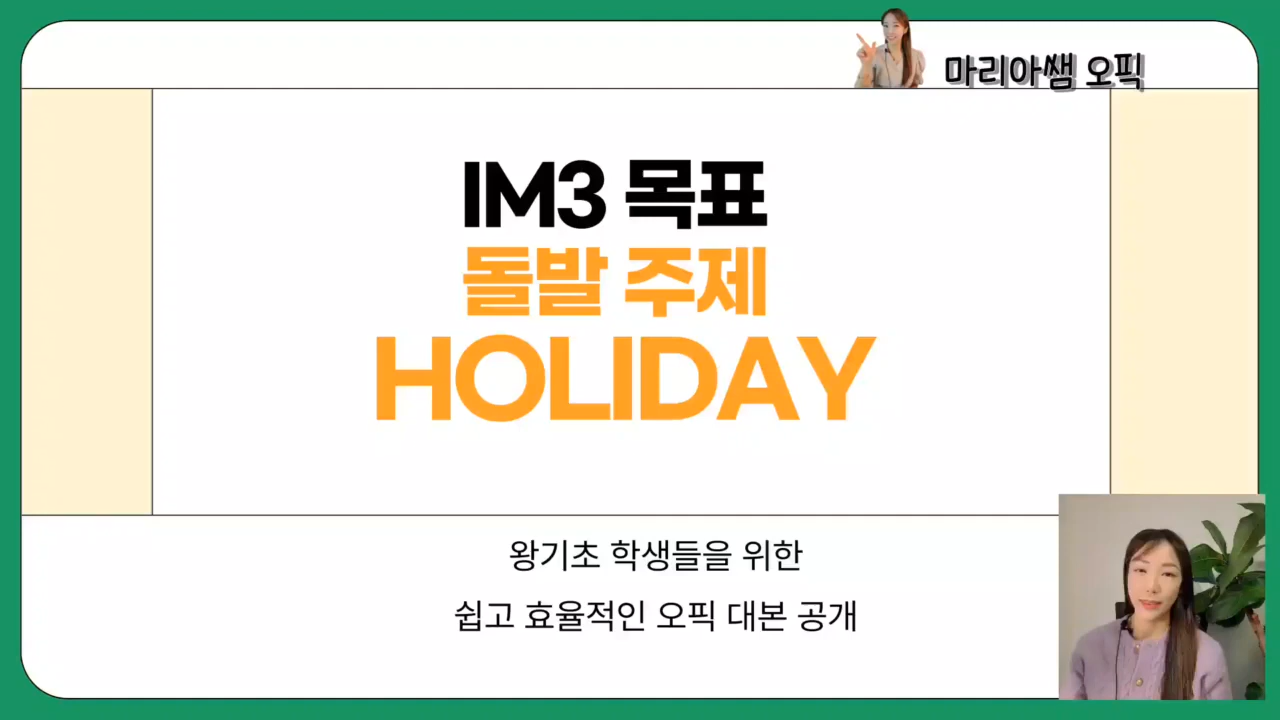 마리아쌤 오픽
IM3 목표
돌발 주제
HOLIDAY
왕기초 학생들을 위한
쉽고 효율적인 오픽 대본 공개